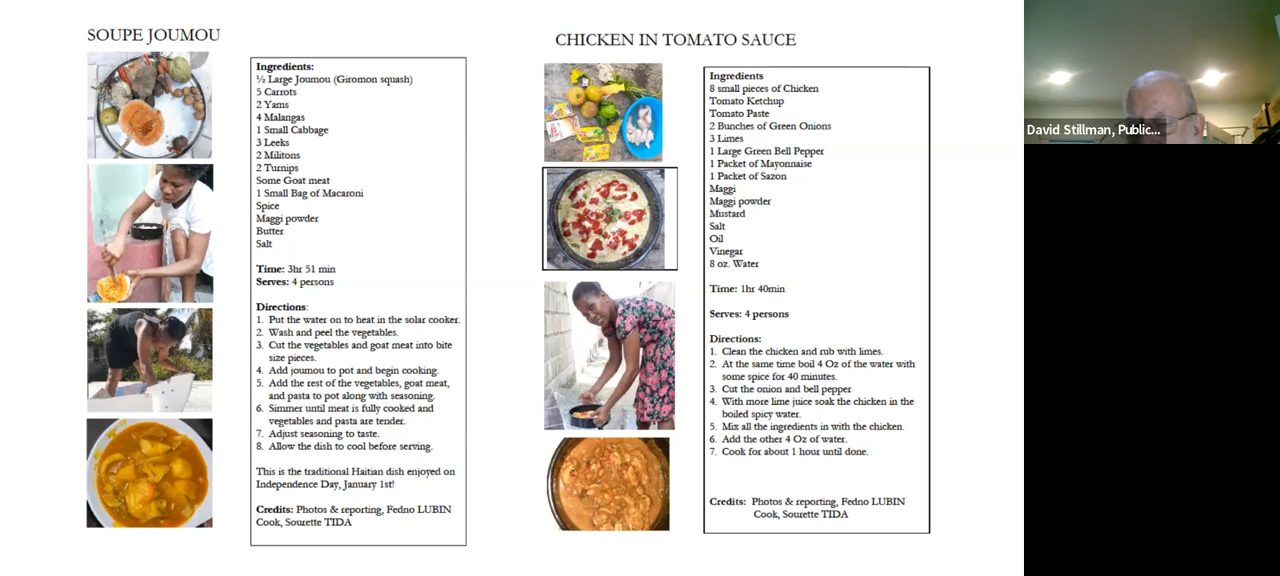 SOUPE JOUMOU
Ingredients:
½ Large Joumou (Giromon squash)
5 Carrots
2 Yams
4 Malangas
1 Small Cabbage
3 Leeks
2 Militons
2 Turnips
Some Goat meat
1 Small Bag of Macaroni
Spice
Maggi powder
Butter
Salt
Time: 3hr 51 min
Serves: 4 persons
Directions:
1. Put the water on to heat in the solar cooker.
2. Wash and peel the vegetables.
3. Cut the vegetables and goat meat into bite
size pieces.
4. Add joumou to pot and begin cooking.
5. Add the rest of the vegetables, goat meat,
and pasta to pot along with seasoning.
6. Simmer until meat is fully cooked and
vegetables and pasta are tender.
7. Adjust seasoning to taste.
8. Allow the dish to cool before serving.
This is the traditional Haitian dish enjoyed on
Independence Day, January 1st!
Credits: Photos & reporting, Fedno LUBIN
Cook, Sourette TIDA
CHICKEN IN TOMATO SAUCE
Ingredients
8 small pieces of Chicken
Tomato Ketchup
Tomato Paste
2 Bunches of Green Onions
3 Limes
1 Large Green Bell Pepper
1 Packet of Mayonnaise
1 Packet of Sazon
Maggi
Maggi powder
Mustard
Salt
Oil
Vinegar
8 oz. Water
Time: 1hr 40min
Serves: 4 persons
Directions:
1. Clean the chicken and rub with limes.
2. At the same time boil 4 Oz of the water with
some spice for 40 minutes.
3. Cut the onion and bell pepper
4. With more lime juice soak the chicken in the
boiled spicy water.
5. Mix all the ingredients in with the chicken.
6. Add the other 4 Oz of water.
7. Cook for about 1 hour until done.
Credits: Photos & reporting, Fedno LUBIN
Cook, Sourette TIDA
David Stillman, Public...